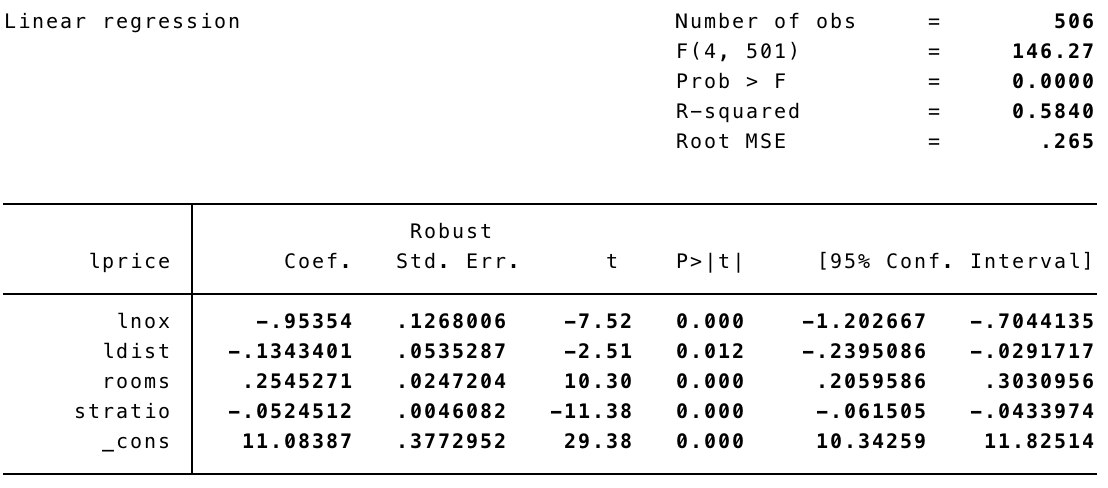 Linear regression Number of obs = 506
F(4, 501) = 146.27
Prob > F = 0.0000
R-squared = 0.5840
Root MSE = .265
Robust
lprice Coef. Std. Err. t P>|t| [95% Conf. Interval]
lnox -.95354 .1268006 -7.52 0.000 -1.202667 -.7044135
ldist -.1343401 .0535287 -2.51 0.012 -.2395086 -.0291717
rooms .2545271 .0247204 10.30 0.000 .2059586 .3030956
stratio -.0524512 .0046082 -11.38 0.000 -.061505 -.0433974
_cons 11.08387 .3772952 29.38 0.000 10.34259 11.82514